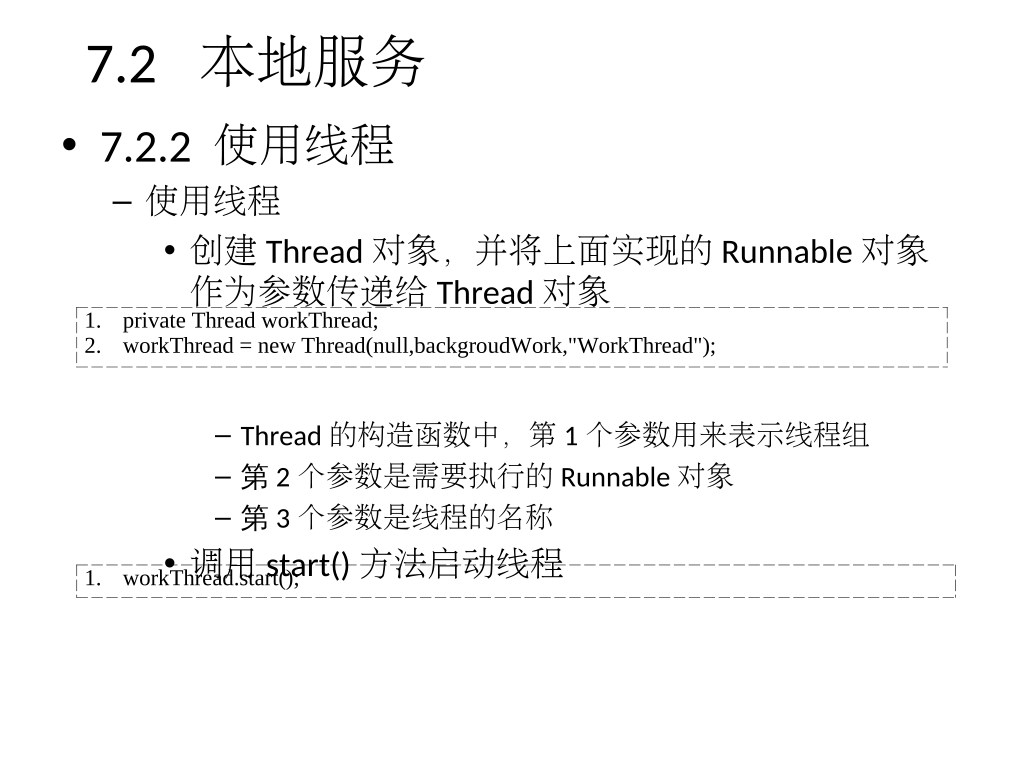 7.2 本地服务
• 7.2.2 使用线程
– 使用线程
• 创建 Thread 对象，并将上面实现的 Runnable 对象
作为参数传递给 Thread 对象
1. private Thread workThread;
2. workThread = new Thread(null,backgroudWork,"WorkThread");
– Thread 的构造函数中，第 1 个参数用来表示线程组
– 第 2 个参数是需要执行的 Runnable 对象
– 第 3 个参数是线程的名称
• 调用 start() 方法启动线程
1. workThread.start();